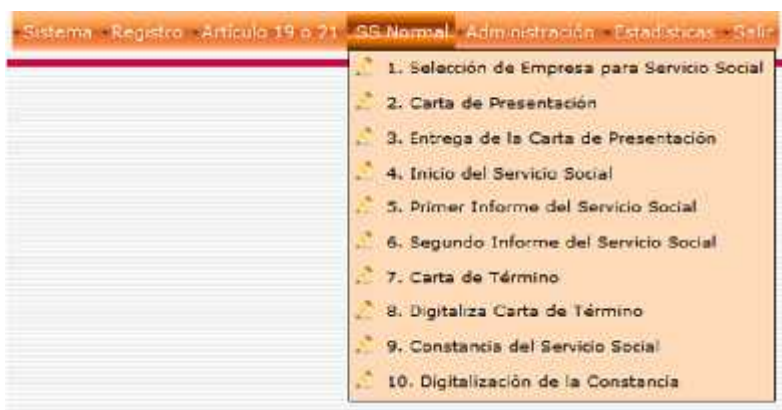 Sistema Registro Artículo 19 o 21 SS Normal Administración Estadísticas Salir
1. Selección de Empresa para Servicio Social
2. Carta de Presentación
3. Entrega de la Carta de Presentación
4. Inicio del Servicio Social
5. Primer Informe del Servicio Social
6. Segundo Informe del Servicio Social
7. Carta de Término
8. Digitaliza Carta de Término
9. Constancia del Servicio Social
10. Digitalización de la Constancia